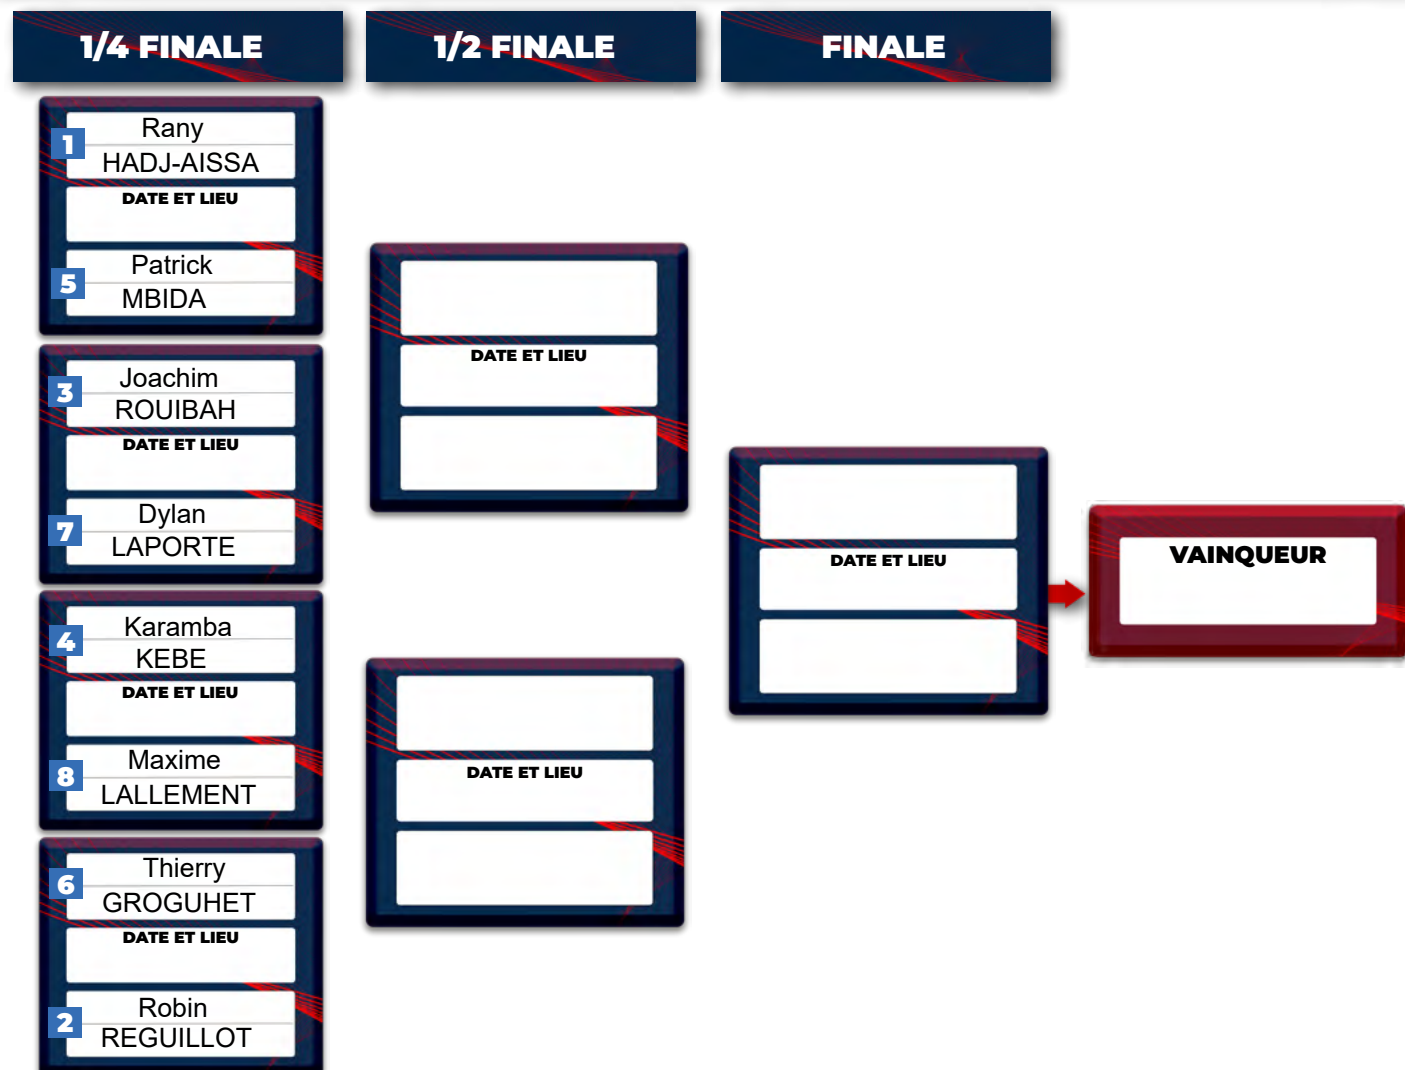 1/4 FINALE
1/2 FINALE
FINALE
1
Rany
HADJ-AISSA
DATE ET LIEU
5
Patrick
MBIDA
3
Joachim
ROUIBAH
DATE ET LIEU
7
Dylan
LAPORTE
4
Karamba
KEBE
DATE ET LIEU
8
Maxime
LALLEMENT
6
Thierry
GROGUHET
DATE ET LIEU
2
Robin
REGUILLOT
DATE ET LIEU
DATE ET LIEU
DATE ET LIEU
VAINQUEUR